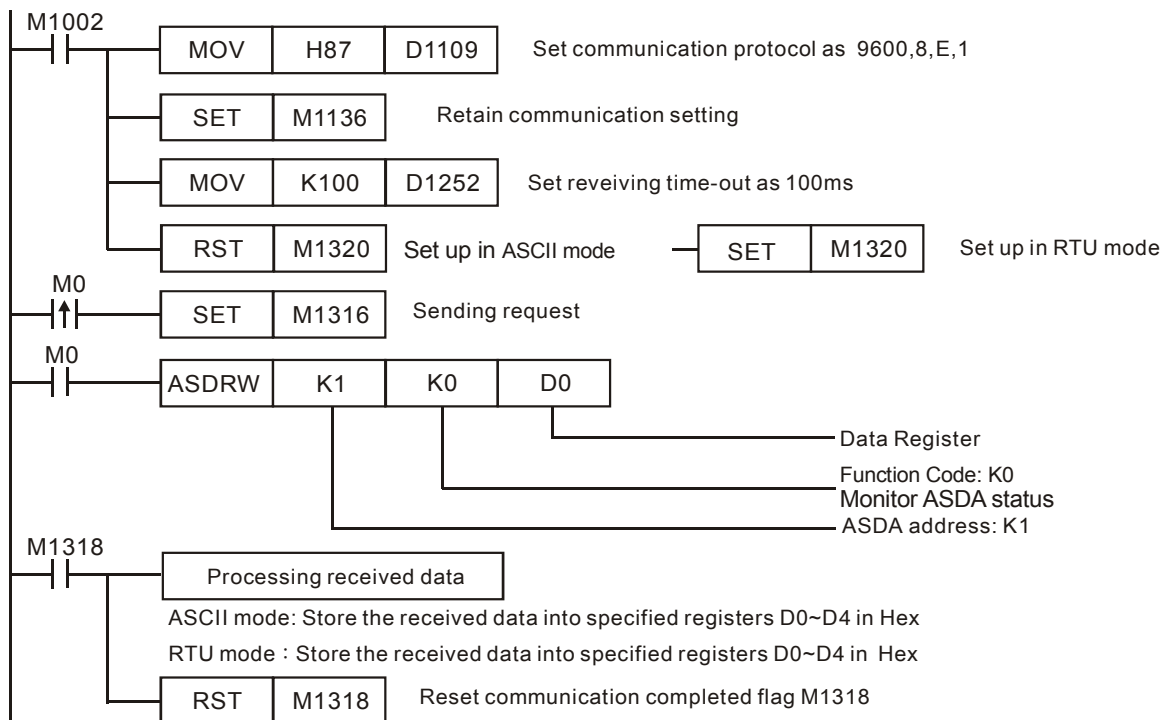 M1002
MOV H87 D1109 Set communication protocol as 9600,8,E,1
SET M1136 Retain communication setting
MOV K100 D1252 Set reveiving time-out as 100ms
RST M1320 Set up in ASCII mode SET M1320 Set up in RTU mode
M0
SET M1316 Sending request
M0
ASDRW K1 K0 D0
Data Register
Function Code: K0
Monitor ASDA status
ASDA address: K1
M1318
Processing received data
ASCII mode: Store the received data into specified registers D0~D4 in Hex
RTU mode：Store the received data into specified registers D0~D4 in Hex
RST M1318 Reset communication completed flag M1318